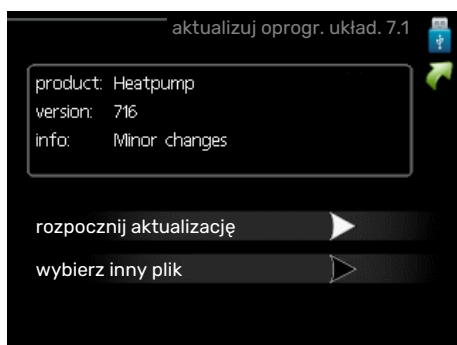 aktualizuj oprogr. układ. 7.1
product: Heatpump
version: 716
info: Minor changes
rozpocznij aktualizację
wybierz inny plik